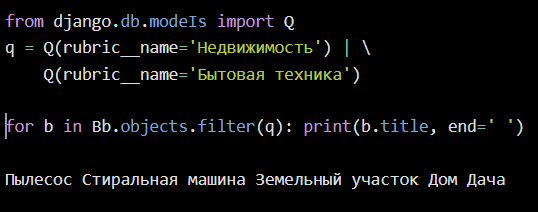 from django.db.modeIs import Q
q = Q(rubric__name='Недвижимость') | \
Q(rubric__name='Бытовая техника')
for b in Bb.objects.filter(q): print(b.title, end=' ')
Пылесос Стиральная машина Земельный участок Дом Дача